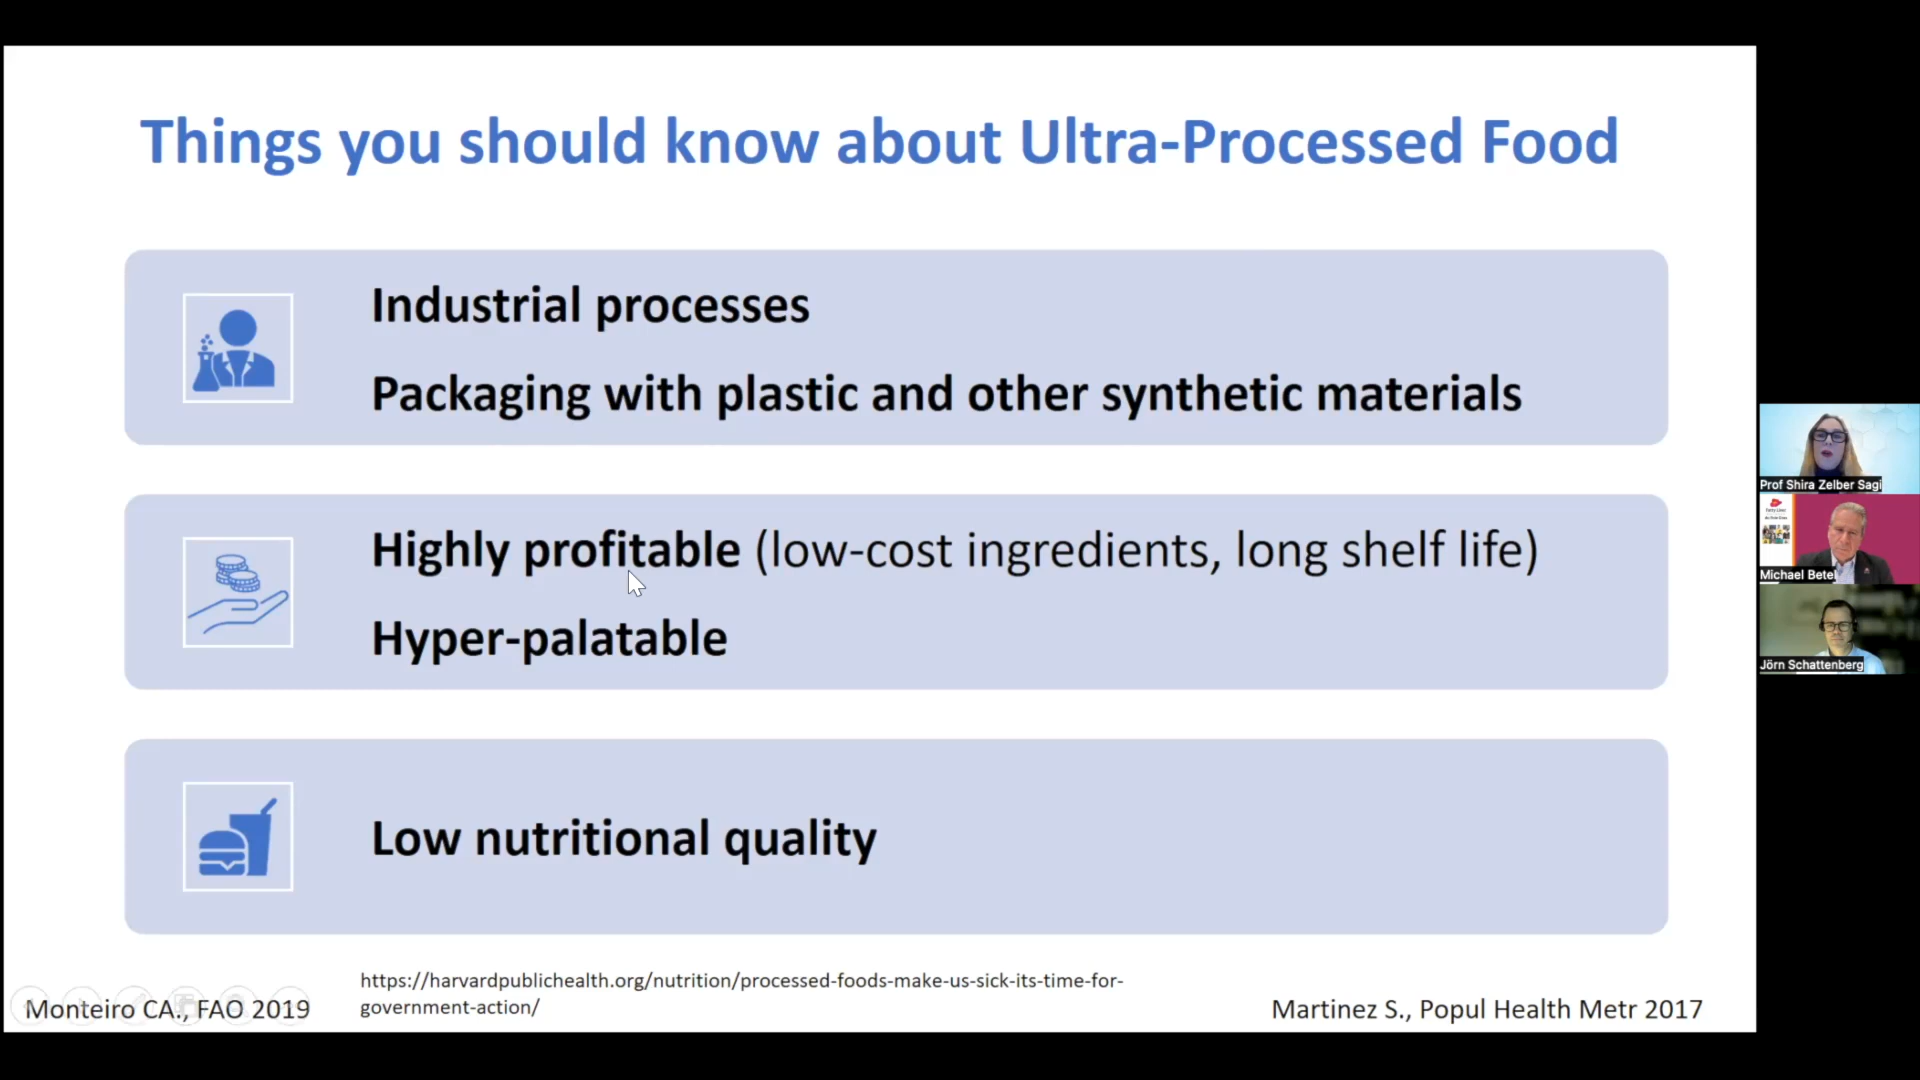 Things you should know about Ultra-Processed Food
Industrial processes
Packaging with plastic and other synthetic materials
Highly profitable (low-cost ingredients, long shelf life)
Hyper-palatable
Low nutritional quality
https://harvardpublichealth.org/nutrition/processed-foods-make-us-sick-its-time-for-
government-action/
Monteiro CA., FAO 2019
Martinez S., Popul Health Metr 2017
Prof Shira Zelber Sagi
Michael Betel
Jörn Schattenberg